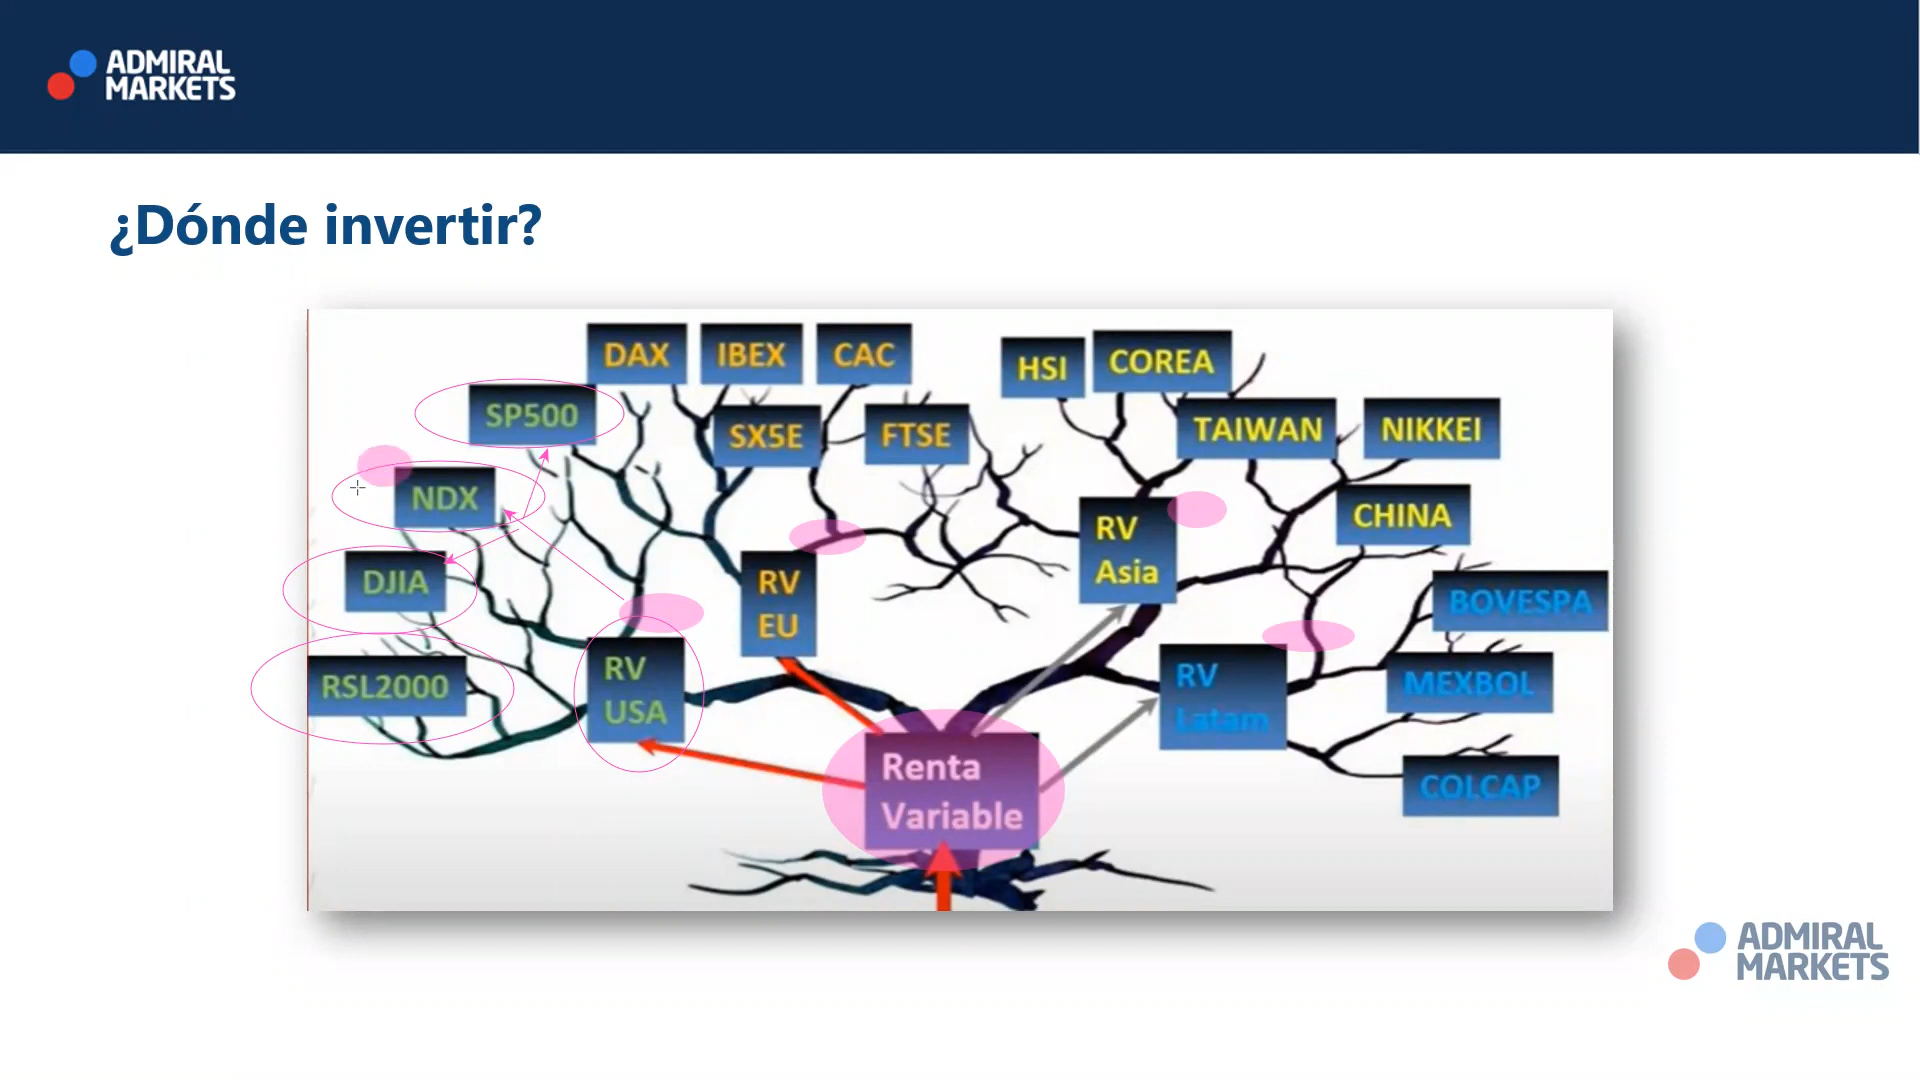 ADMIRAL
MARKETS
¿Dónde invertir?
DAX
IBEX
CAC
HSI
COREA
SP500
SX5E
FTSE
TAIWAN
NIKKEI
NDX
RV
Asia
CHINA
DJIA
RV
EU
BOVESPA
RSL2000
RV
USA
RV
Latam
MEXBOL
Renta
Variable
COLCAP
ADMIRAL
MARKETS